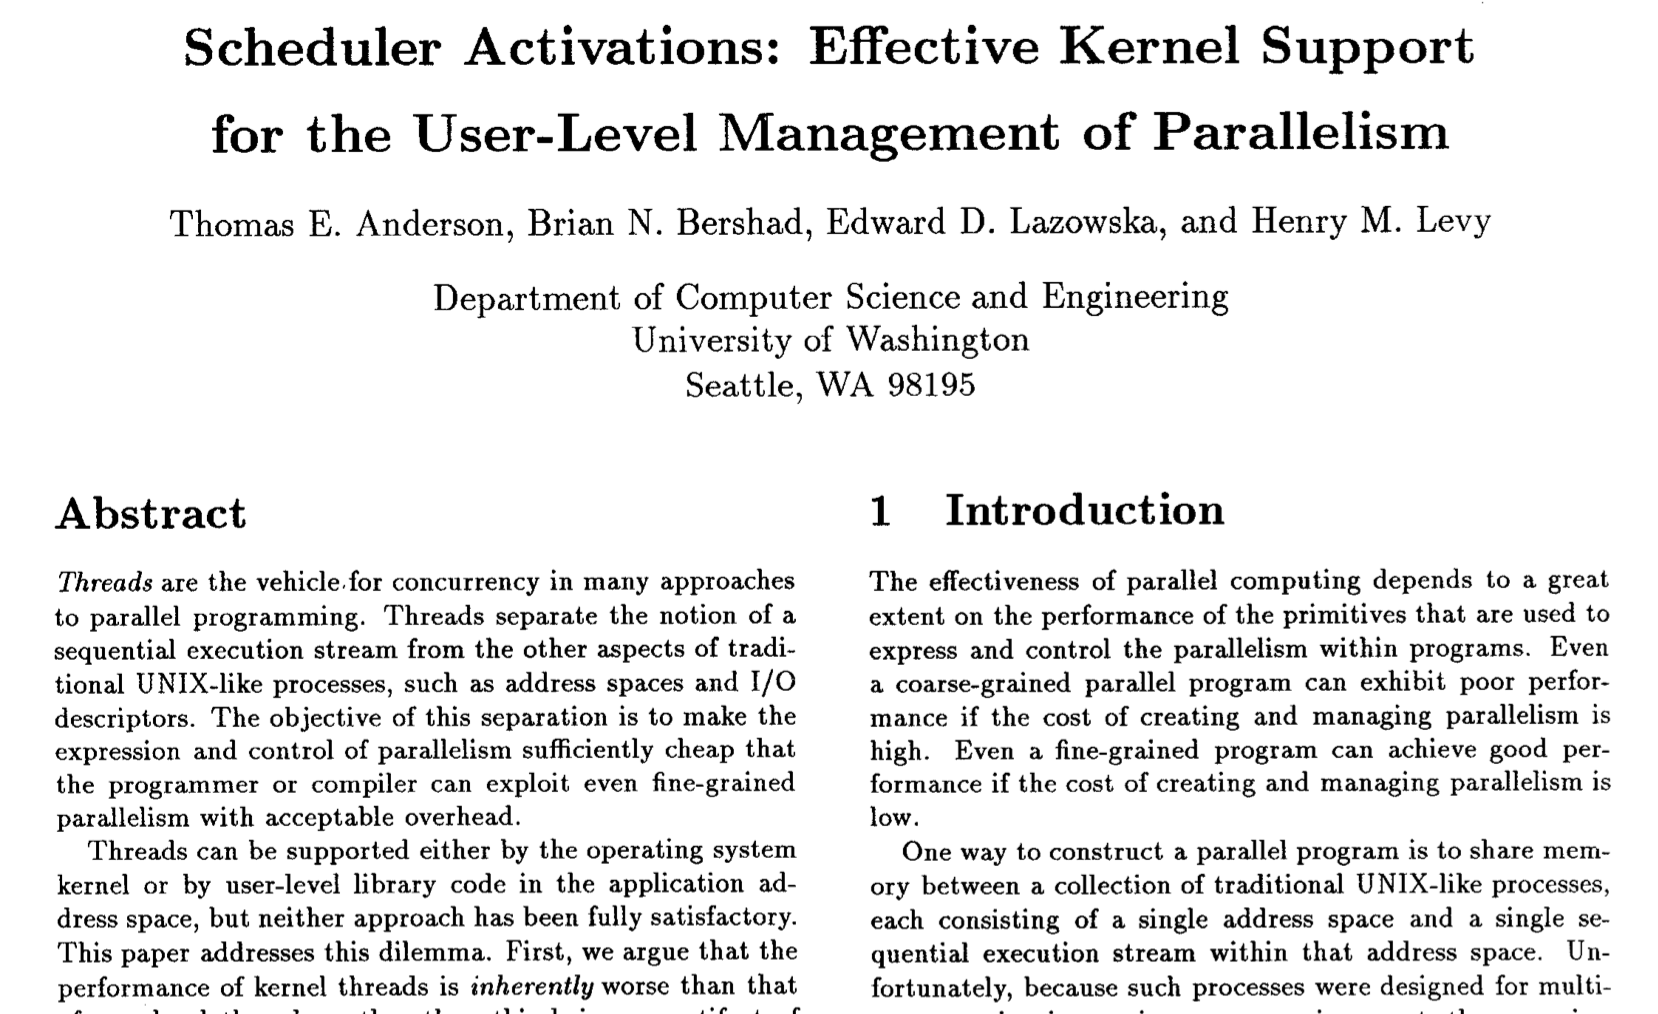 Scheduler Activations: Effective Kernel Support
for the User-Level Management of Parallelism
Thomas E. Anderson, Brian N. Bershad, Edward D. Lazowska, and Henry M. Levy
Department of Computer Science and Engineering
University of Washington
Seattle, WA 98195
Abstract
Threads are the vehicle for concurrency in many approaches
to parallel programming. Threads separate the notion of a
sequential execution stream from the other aspects of tradi-
tional UNIX-like processes, such as address spaces and I/O
descriptors. The objective of this separation is to make the
expression and control of parallelism sufficiently cheap that
the programmer or compiler can exploit even fine-grained
parallelism with acceptable overhead.
Threads can be supported either by the operating system
kernel or by user-level library code in the application ad-
dress space, but neither approach has been fully satisfactory.
This paper addresses this dilemma. First, we argue that the
performance of kernel threads is inherently worse than that
1 Introduction
The effectiveness of parallel computing depends to a great
extent on the performance of the primitives that are used to
express and control the parallelism within programs. Even
a coarse-grained parallel program can exhibit poor perfor-
mance if the cost of creating and managing parallelism is
high. Even a fine-grained program can achieve good per-
formance if the cost of creating and managing parallelism is
low.
One way to construct a parallel program is to share mem-
ory between a collection of traditional UNIX-like processes,
each consisting of a single address space and a single se-
quential execution stream within that address space. Un-
fortunately, because such processes were designed for multi-